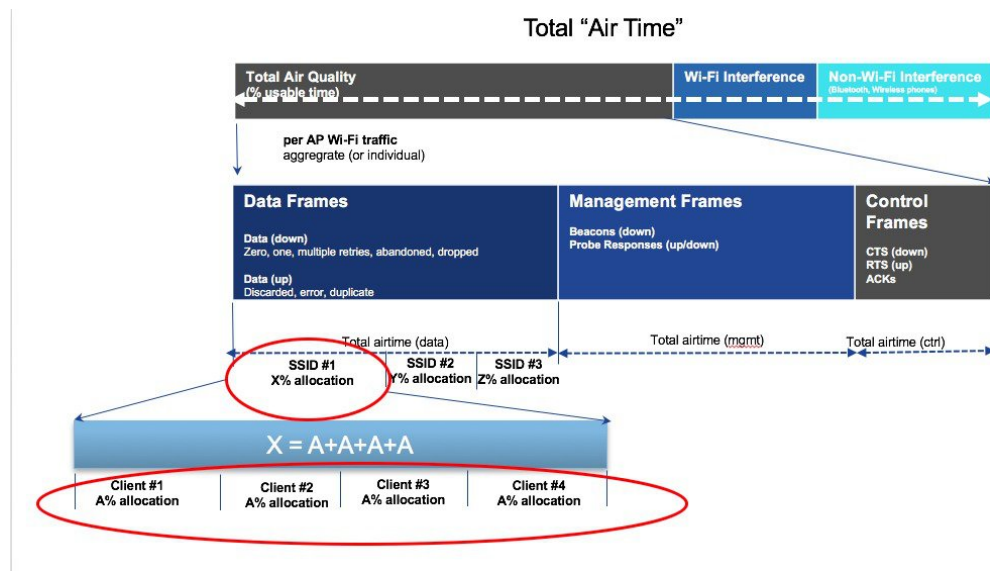 Total “Air Time”
Total Air Quality
(% usable time)
Wi-Fi Interference
Non-Wi-Fi Interference
(Bluetooth, Wireless phones)
per AP Wi-Fi traffic
aggregrate (or individual)
Data Frames
Data (down)
Zero, one, multiple retries, abandoned, dropped
Data (up)
Discarded, error, duplicate
Management Frames
Beacons (down)
Probe Responses (up/down)
Control
Frames
CTS (down)
RTS (up)
ACKs
Total airtime (data)
Total airtime (mgmt)
Total airtime (ctrl)
SSID #1
X% allocation
SSID #2
Y% allocation
SSID #3
Z% allocation
X = A+A+A+A
Client #1
A% allocation
Client #2
A% allocation
Client #3
A% allocation
Client #4
A% allocation